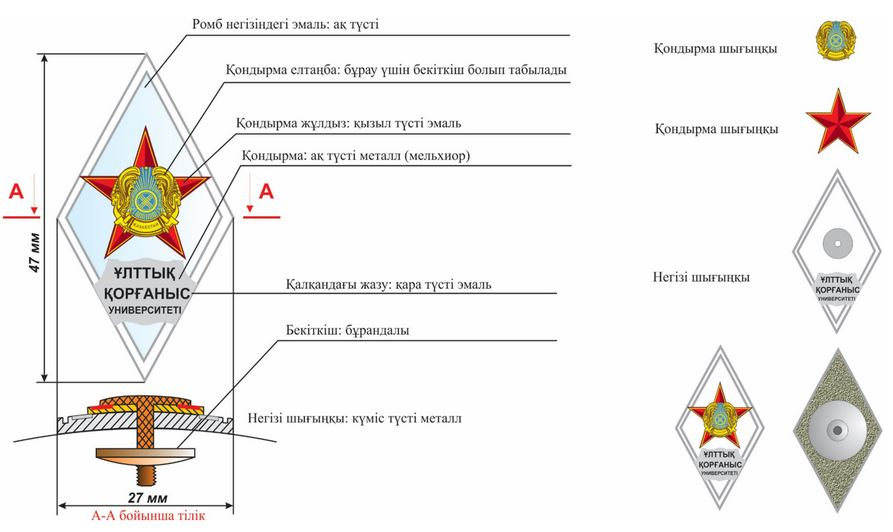 Ромб негізіндегі эмаль: ақ түсті
Қондырма елтаңба: бұрау үшін бекіткіш болып табылады
Қондырма жұлдыз: қызыл түсті эмаль
Қондырма: ақ түсті металл (мельхиор)
А
А
47 мм
ҚАЗАҚСТАН
ҰЛТТЫҚ
ҚОРҒАНЫС
УНИВЕРСИТЕТІ
Қалқандағы жазу: қара түсті эмаль
Бекіткіш: бұрандалы
Негізі шығыңқы: күміс түсті металл
27 мм
А-А бойынша тілік
Қондырма шығыңқы
Қондырма шығыңқы
Негізі шығыңқы
ҰЛТТЫҚ
ҚОРҒАНЫС
УНИВЕРСИТЕТІ
ҰЛТТЫҚ
ҚОРҒАНЫС
УНИВЕРСИТЕТІ